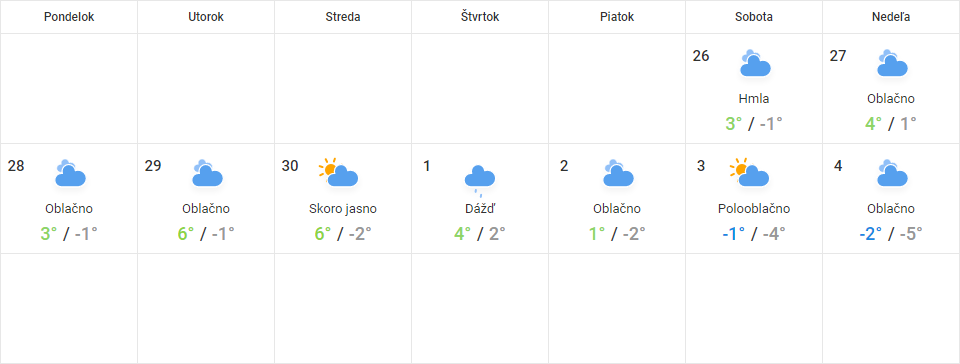 Pondelok Utorok Streda Štvrtok Piatok Sobota Nedeľa
26 27
Hmla Oblačno
3° / -1° 4° / 1°
28 29 30 1 2 3 4
Oblačno Oblačno Skoro jasno Dážď Oblačno Polooblačno Oblačno
3° / -1° 6° / -1° 6° / -2° 4° / 2° 1° / -2° -1° / -4° -2° / -5°